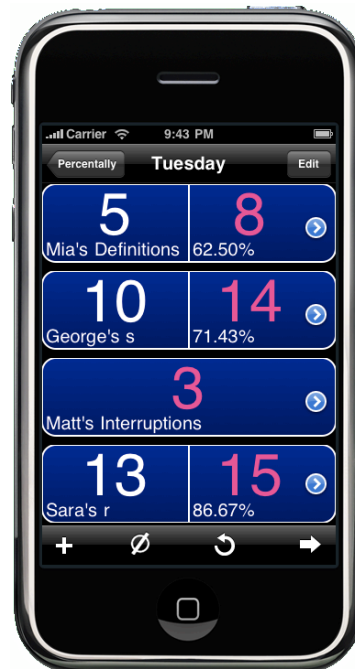 Carrier 9:43 PM
Percentally Tuesday Edit
5 8
Mia's Definitions 62.50%
10 14
George's s 71.43%
3
Matt's Interruptions
13 15
Sara's r 86.67%